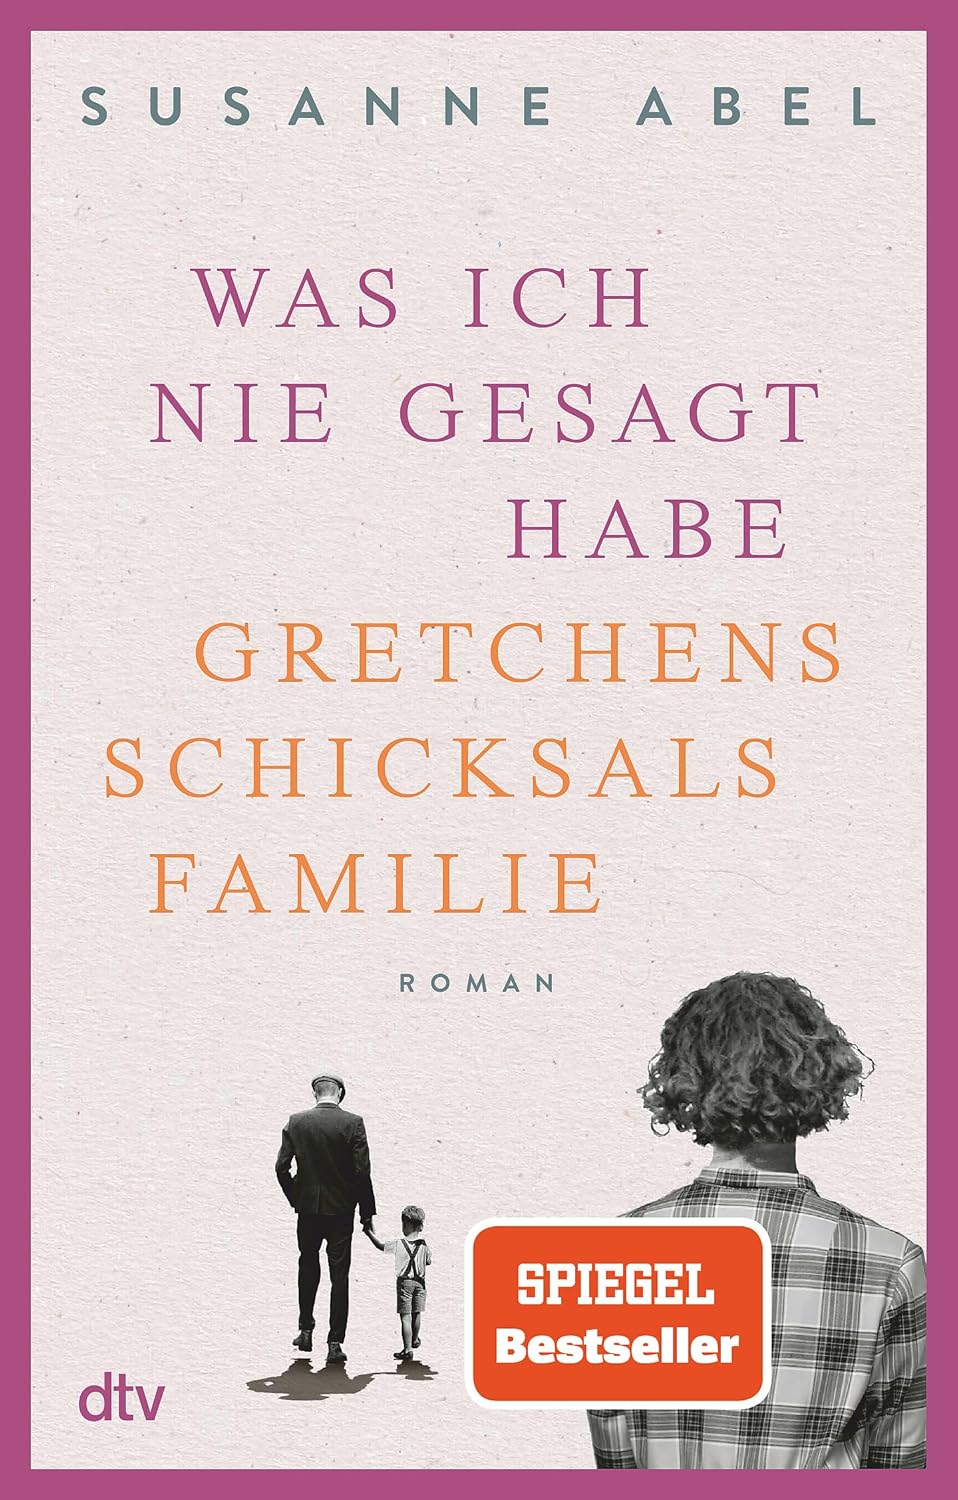 SUSANNE ABEL
WAS ICH
NIE GESAGT
HABE
GRETCHENS
SCHICKSALS
FAMILIE
ROMAN
SPIEGEL
Bestseller
dtv